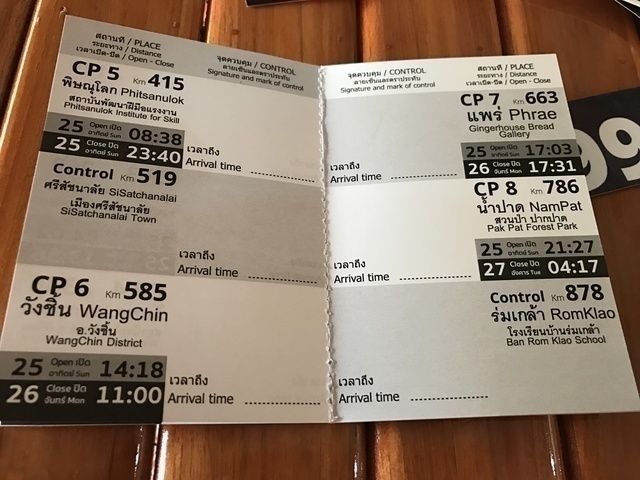 สถานที่ / PLACE
ระยะทาง / Distance
เวลาเปิด-ปิด / Open - Close
จุดควบคุม / CONTROL
ลายเซ็นและตราประทับ
Signature and mark of control
CP 5 Km 415
พิษณุโลก Phitsanulok
สถาบันพัฒนาฝีมือแรงงาน
Phitsanulok Institute for Skill
25 Open เปิด อาทิตย์ Sun 08:38
25 Close ปิด อาทิตย์ Sun 23:40
เวลาถึง
Arrival time
Control Km 519
ศรีสัชนาลัย SiSatchanalai
เมืองศรีสัชนาลัย
SiSatchanalai Town
เวลาถึง
Arrival time
CP 6 Km 585
วังชิ้น WangChin
อ.วังชิ้น
WangChin District
25 Open เปิด อาทิตย์ Sun 14:18
26 Close ปิด จันทร์ Mon 11:00
เวลาถึง
Arrival time
จุดควบคุม / CONTROL
ลายเซ็นและตราประทับ
Signature and mark of control
สถานที่ / PLACE
ระยะทาง / Distance
เวลาเปิด-ปิด / Open - Close
CP 7 Km 663
แพร่ Phrae
Gingerhouse Bread
Gallery
25 Open เปิด อาทิตย์ Sun 17:03
26 Close ปิด จันทร์ Mon 17:31
เวลาถึง
Arrival time
CP 8 Km 786
น้ำปาด NamPat
สวนป่า ปากปาด
Pak Pat Forest Park
25 Open เปิด อาทิตย์ Sun 21:27
27 Close ปิด อังคาร Tue 04:17
เวลาถึง
Arrival time
Control Km 878
ร่มเกล้า RomKlao
โรงเรียนบ้านร่มเกล้า
Ban Rom Klao School
เวลาถึง
Arrival time